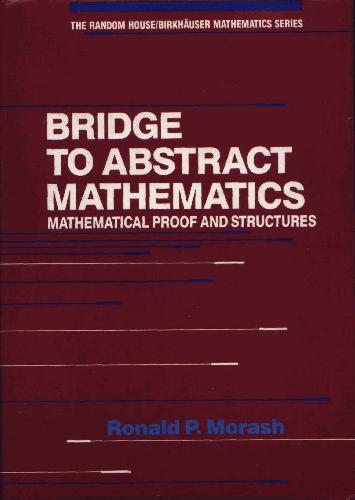 THE RANDOM HOUSE/BIRKHÄUSER MATHEMATICS SERIES
BRIDGE
TO ABSTRACT
MATHEMATICS
MATHEMATICAL PROOF AND STRUCTURES
Ronald P. Morash